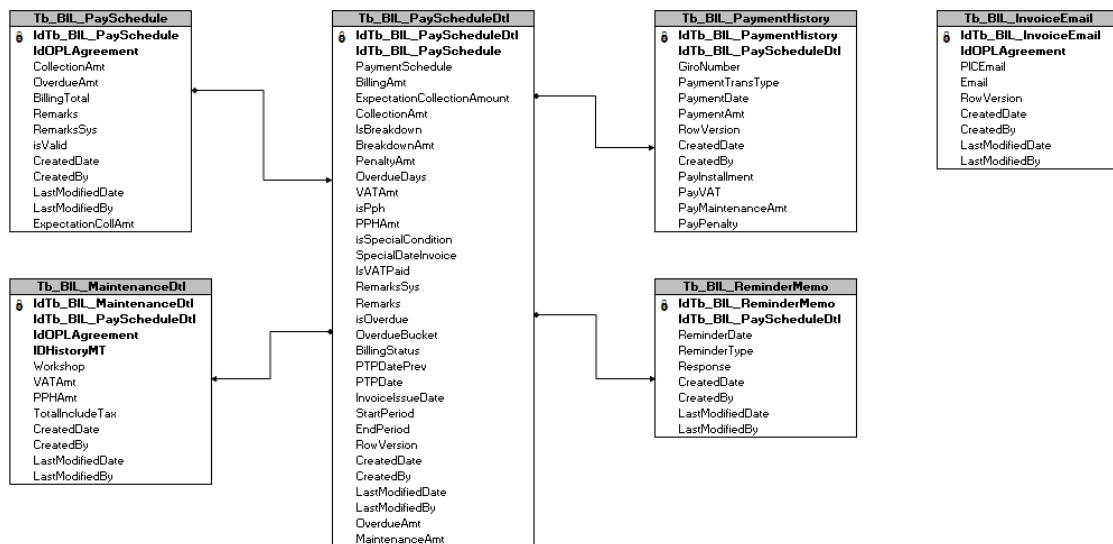 Tb_BIL_PaySchedule
IdTb_BIL_PaySchedule
IdOPLAgreement
CollectionAmt
OverdueAmt
BillingTotal
Remarks
RemarksSys
isValid
CreatedDate
CreatedBy
LastModifiedDate
LastModifiedBy
ExpectationCollAmt
Tb_BIL_MaintenanceDtl
IdTb_BIL_MaintenanceDtl
IdTb_BIL_PayScheduleDtl
IdOPLAgreement
IDHistoryMT
Workshop
VATAmt
PPHAmt
TotalIncludeTax
CreatedDate
CreatedBy
LastModifiedDate
LastModifiedBy
Tb_BIL_PayScheduleDtl
IdTb_BIL_PayScheduleDtl
IdTb_BIL_PaySchedule
PaymentSchedule
BillingAmt
ExpectationCollectionAmount
CollectionAmt
IsBreakdown
BreakdownAmt
PenaltyAmt
OverdueDays
VATAmt
isPph
PPHAmt
isSpecialCondition
SpecialDateInvoice
IsVATPaid
RemarksSys
Remarks
isOverdue
OverdueBucket
BillingStatus
PTPDatePrev
PTPDate
InvoiceIssueDate
StartPeriod
EndPeriod
RowVersion
CreatedDate
CreatedBy
LastModifiedDate
LastModifiedBy
OverdueAmt
MaintenanceAmt
Tb_BIL_PaymentHistory
IdTb_BIL_PaymentHistory
IdTb_BIL_PayScheduleDtl
GiroNumber
PaymentTransType
PaymentDate
PaymentAmt
RowVersion
CreatedDate
CreatedBy
PayInstallment
PayVAT
PayMaintenanceAmt
PayPenalty
Tb_BIL_ReminderMemo
IdTb_BIL_ReminderMemo
IdTb_BIL_PayScheduleDtl
ReminderDate
ReminderType
Response
CreatedDate
CreatedBy
LastModifiedDate
LastModifiedBy
Tb_BIL_InvoiceEmail
IdTb_BIL_InvoiceEmail
IdOPLAgreement
PICEmail
Email
RowVersion
CreatedDate
CreatedBy
LastModifiedDate
LastModifiedBy